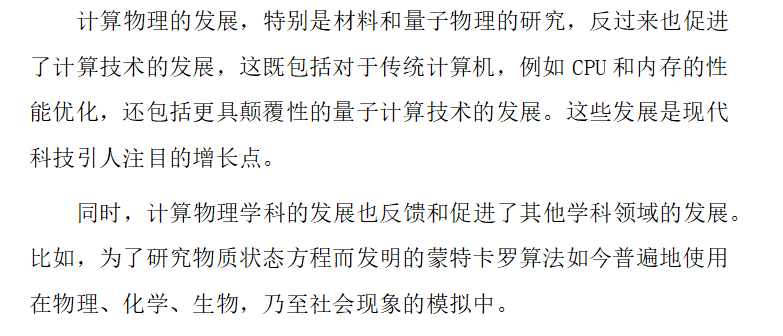 计算物理的发展，特别是材料和量子物理的研究，反过来也促进
了计算技术的发展，这既包括对于传统计算机，例如 CPU 和内存的性
能优化，还包括更具颠覆性的量子计算技术的发展。这些发展是现代
科技引人注目的增长点。
同时，计算物理学科的发展也反馈和促进了其他学科领域的发展。
比如，为了研究物质状态方程而发明的蒙特卡罗算法如今普遍地使用
在物理、化学、生物，乃至社会现象的模拟中。